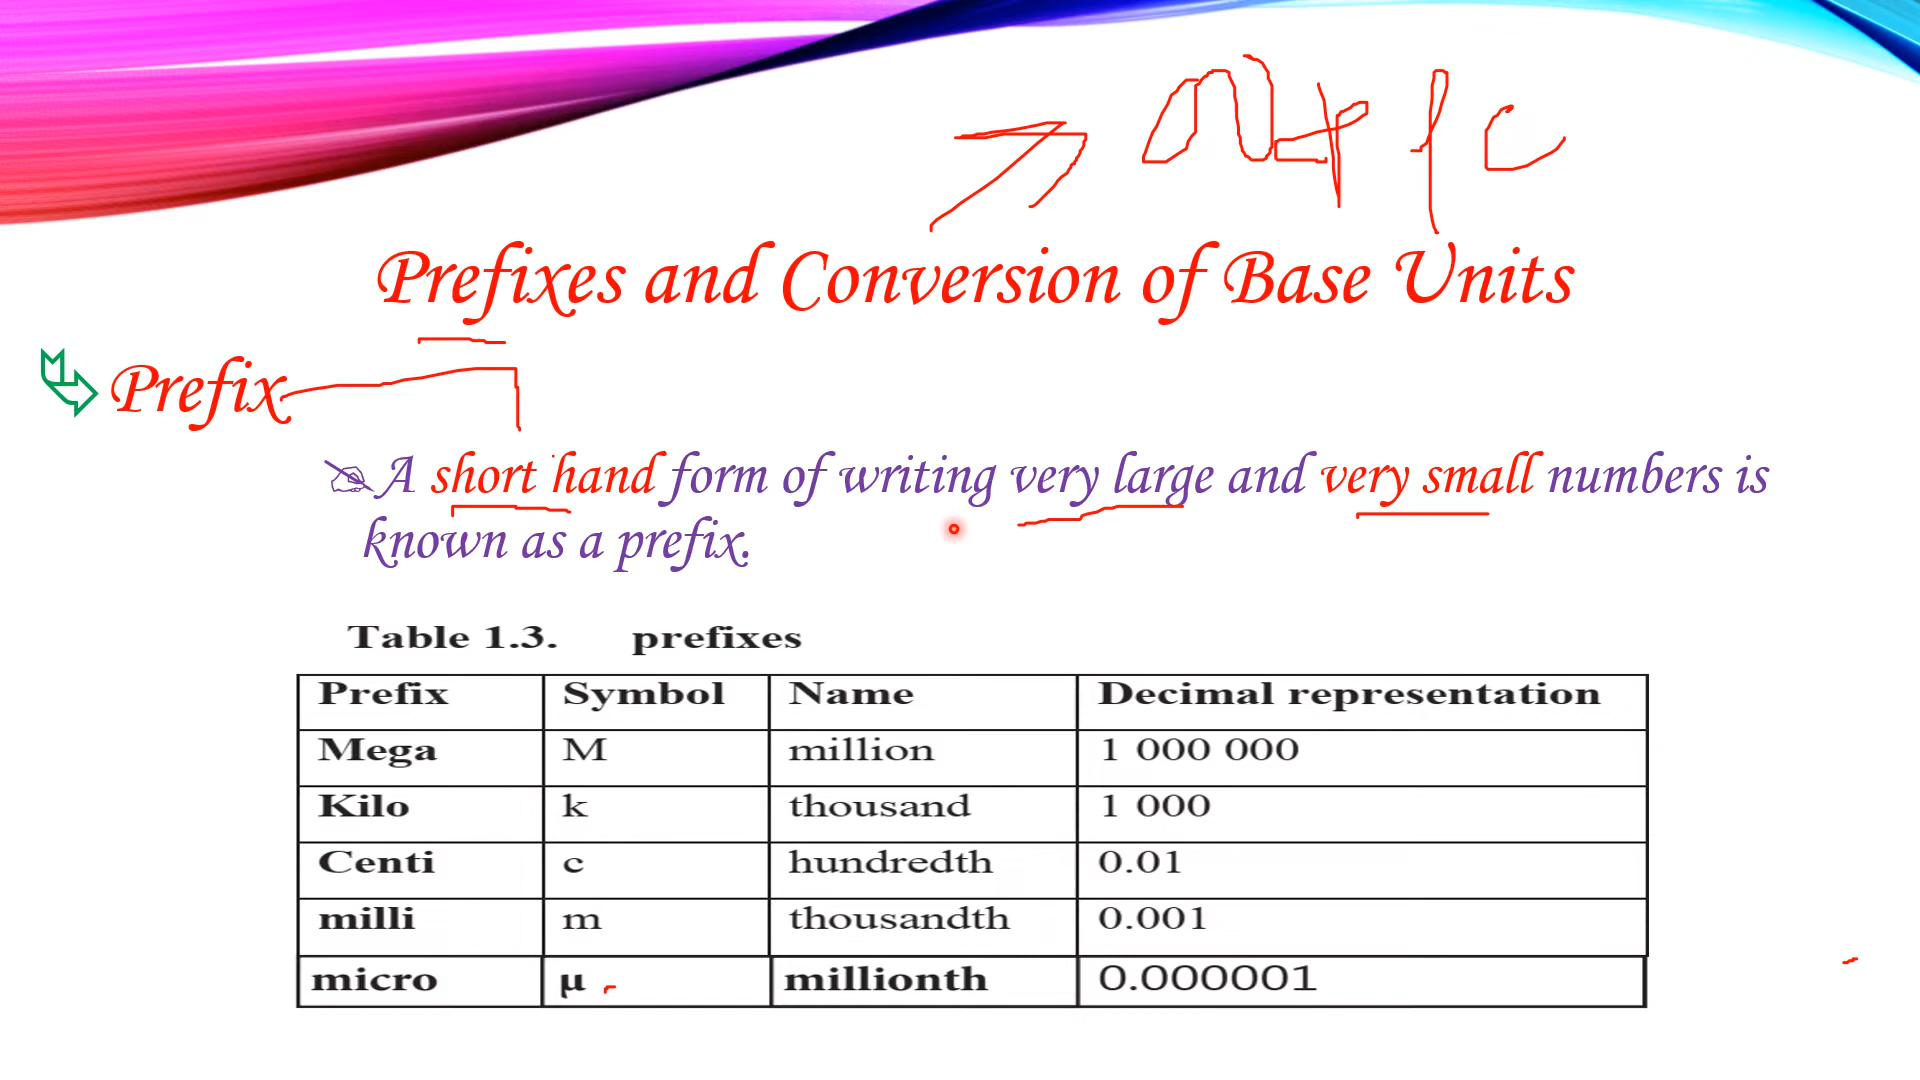 Prefixes and Conversion of Base Units
Prefix
A short hand form of writing very large and very small numbers is
known as a prefix.
Table 1.3. prefixes
Prefix Symbol Name Decimal representation
Mega M million 1 000 000
Kilo k thousand 1 000
Centi c hundredth 0.01
milli m thousandth 0.001
micro μ millionth 0.000001